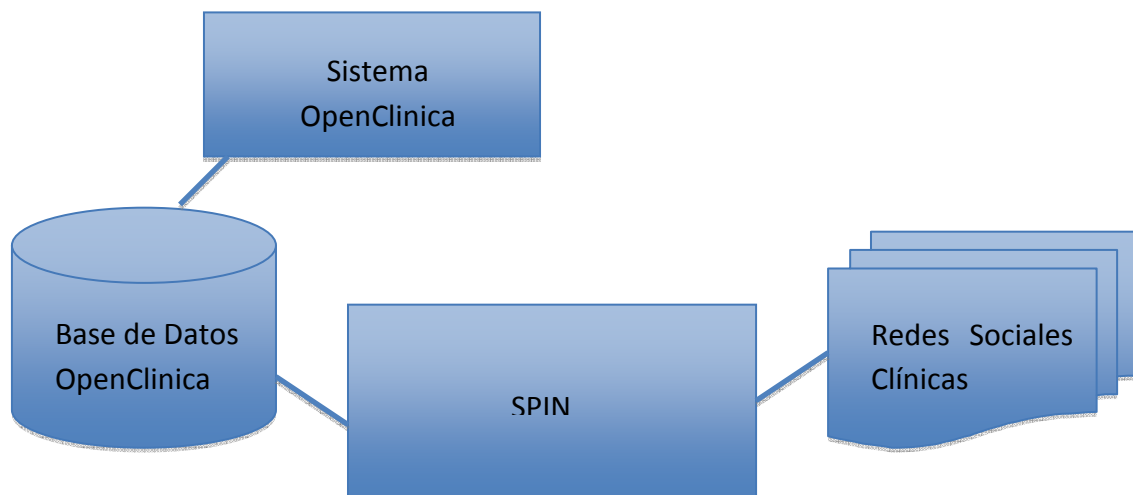 Sistema
OpenClinica
Base de Datos
OpenClinica
SPIN
Redes Sociales
Clínicas